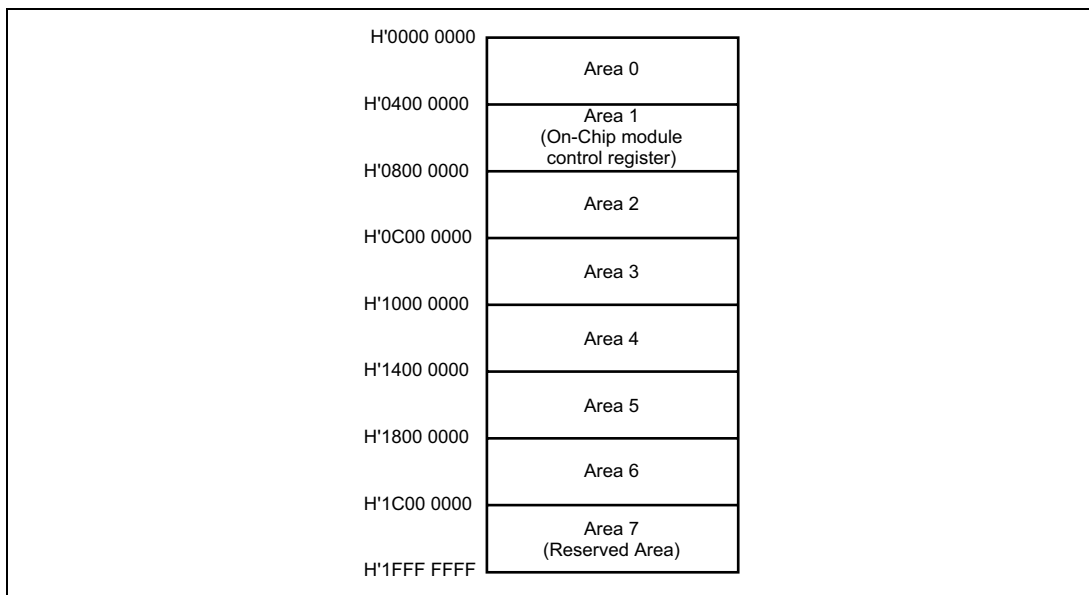 H'0000 0000
Area 0
H'0400 0000
Area 1
(On-Chip module
control register)
H'0800 0000
Area 2
H'0C00 0000
Area 3
H'1000 0000
Area 4
H'1400 0000
Area 5
H'1800 0000
Area 6
H'1C00 0000
Area 7
(Reserved Area)
H'1FFF FFFF